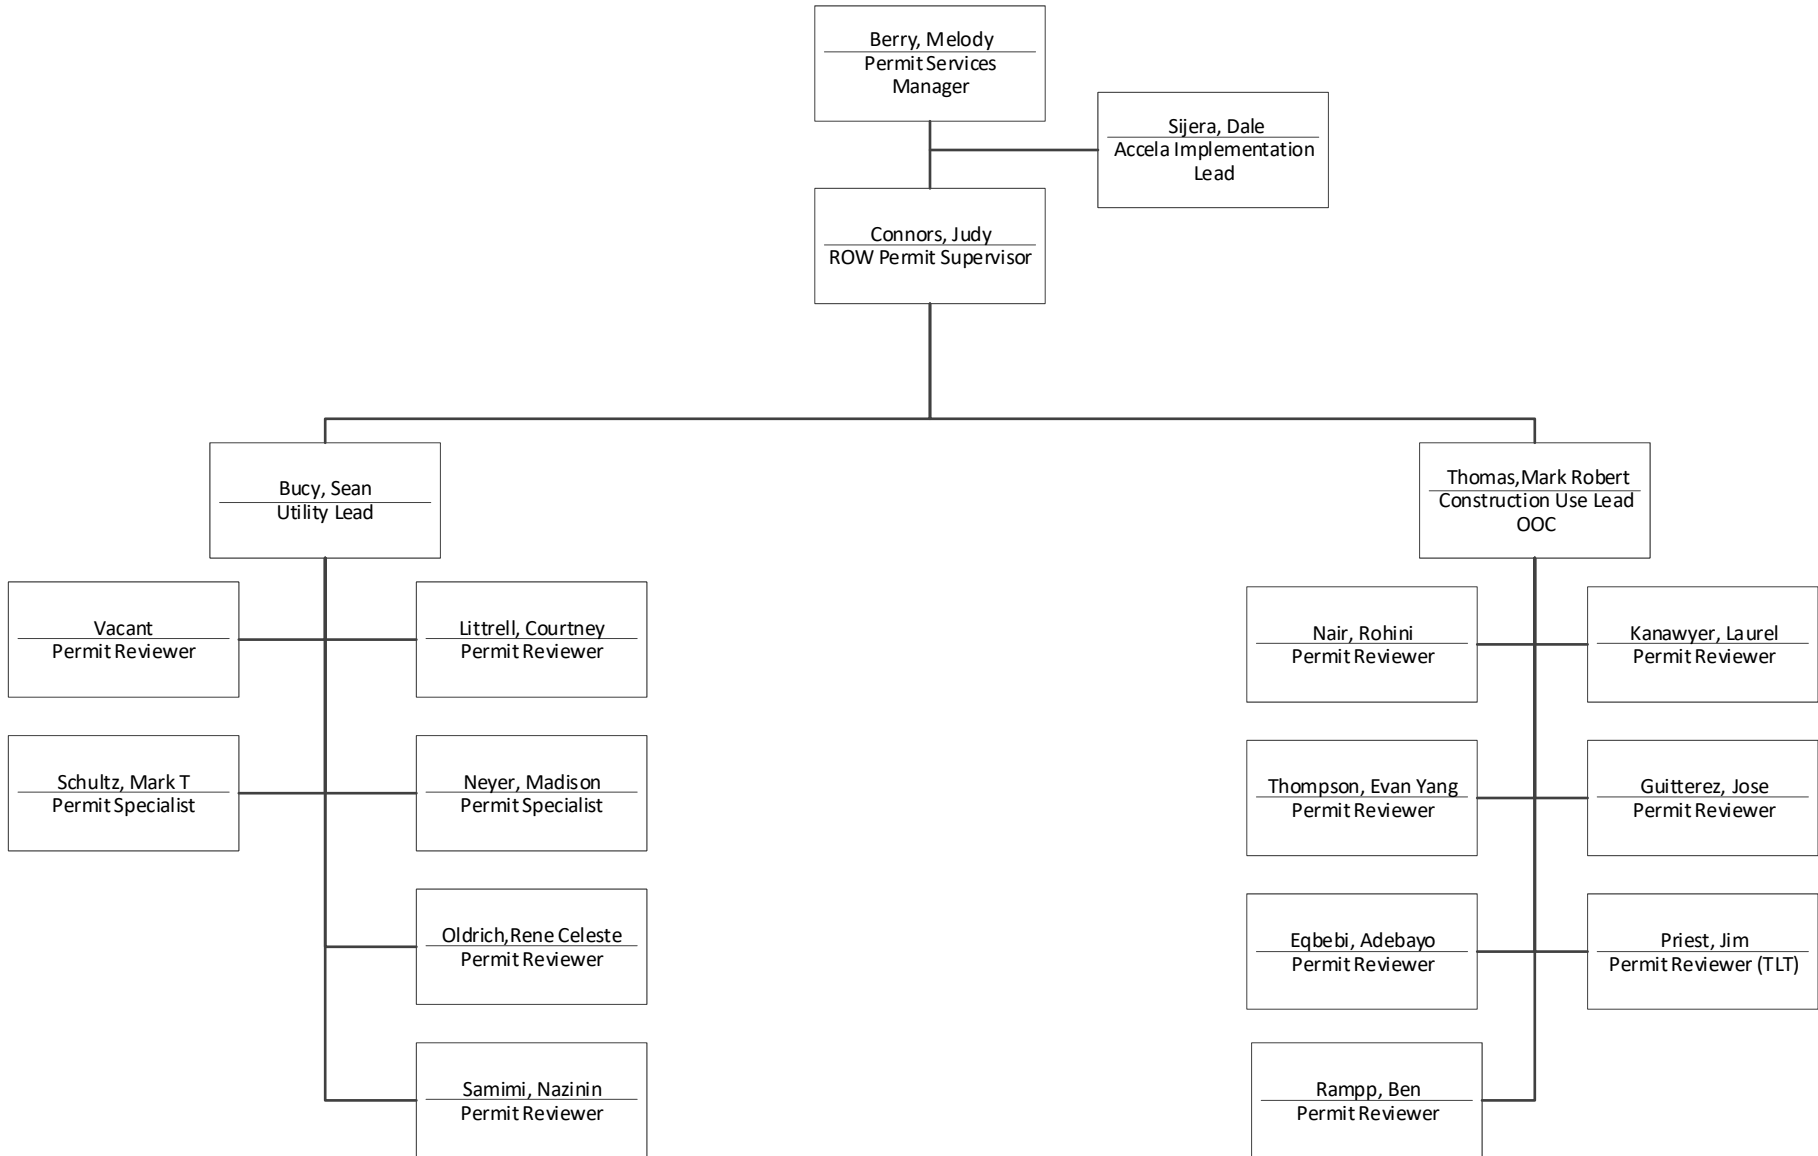 Berry, Melody
Permit Services
Manager
Sijera, Dale
Accela Implementation
Lead
Connors, Judy
ROW Permit Supervisor
Bucy, Sean
Utility Lead
Thomas,Mark Robert
Construction Use Lead
OOC
Vacant
Permit Reviewer
Littrell, Courtney
Permit Reviewer
Schultz, Mark T
Permit Specialist
Neyer, Madison
Permit Specialist
Oldrich,Rene Celeste
Permit Reviewer
Samimi, Nazinin
Permit Reviewer
Nair, Rohini
Permit Reviewer
Kanawyer, Laurel
Permit Reviewer
Thompson, Evan Yang
Permit Reviewer
Guitterez, Jose
Permit Reviewer
Eqbebi, Adebayo
Permit Reviewer
Priest, Jim
Permit Reviewer (TLT)
Rampp, Ben
Permit Reviewer